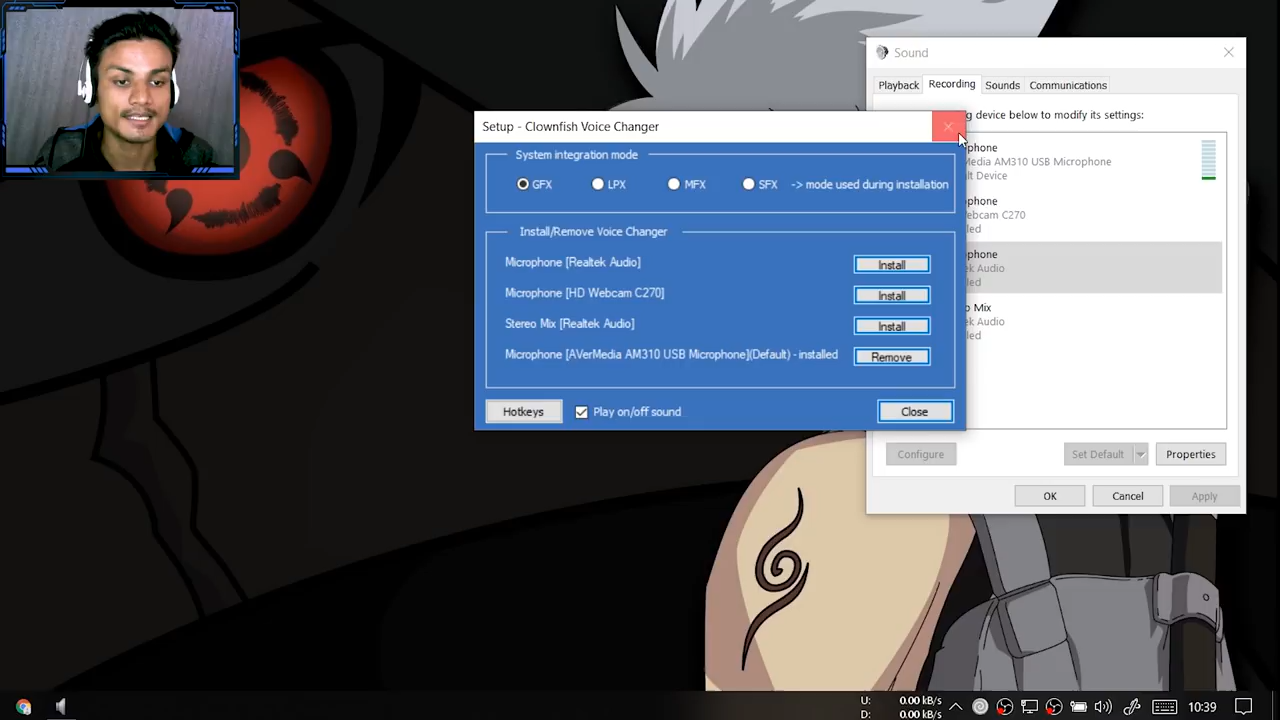 Sound
Playback
Recording
Sounds
Communications
g device below to modify its settings:
phone
Media AM310 USB Microphone
ult Device
phone
ebcam C270
led
phone
ek Audio
led
o Mix
ek Audio
led
Configure
Set Default
Properties
OK
Cancel
Apply
Setup - Clownfish Voice Changer
System integration mode
GFX
LPX
MFX
SFX
-> mode used during installation
Install/Remove Voice Changer
Microphone [Realtek Audio]
Install
Microphone [HD Webcam C270]
Install
Stereo Mix [Realtek Audio]
Install
Microphone [AVerMedia AM310 USB Microphone](Default) - installed
Remove
Hotkeys
Play on/off sound
Close
U: 0.00 kB/s
D: 0.00 kB/s
10:39